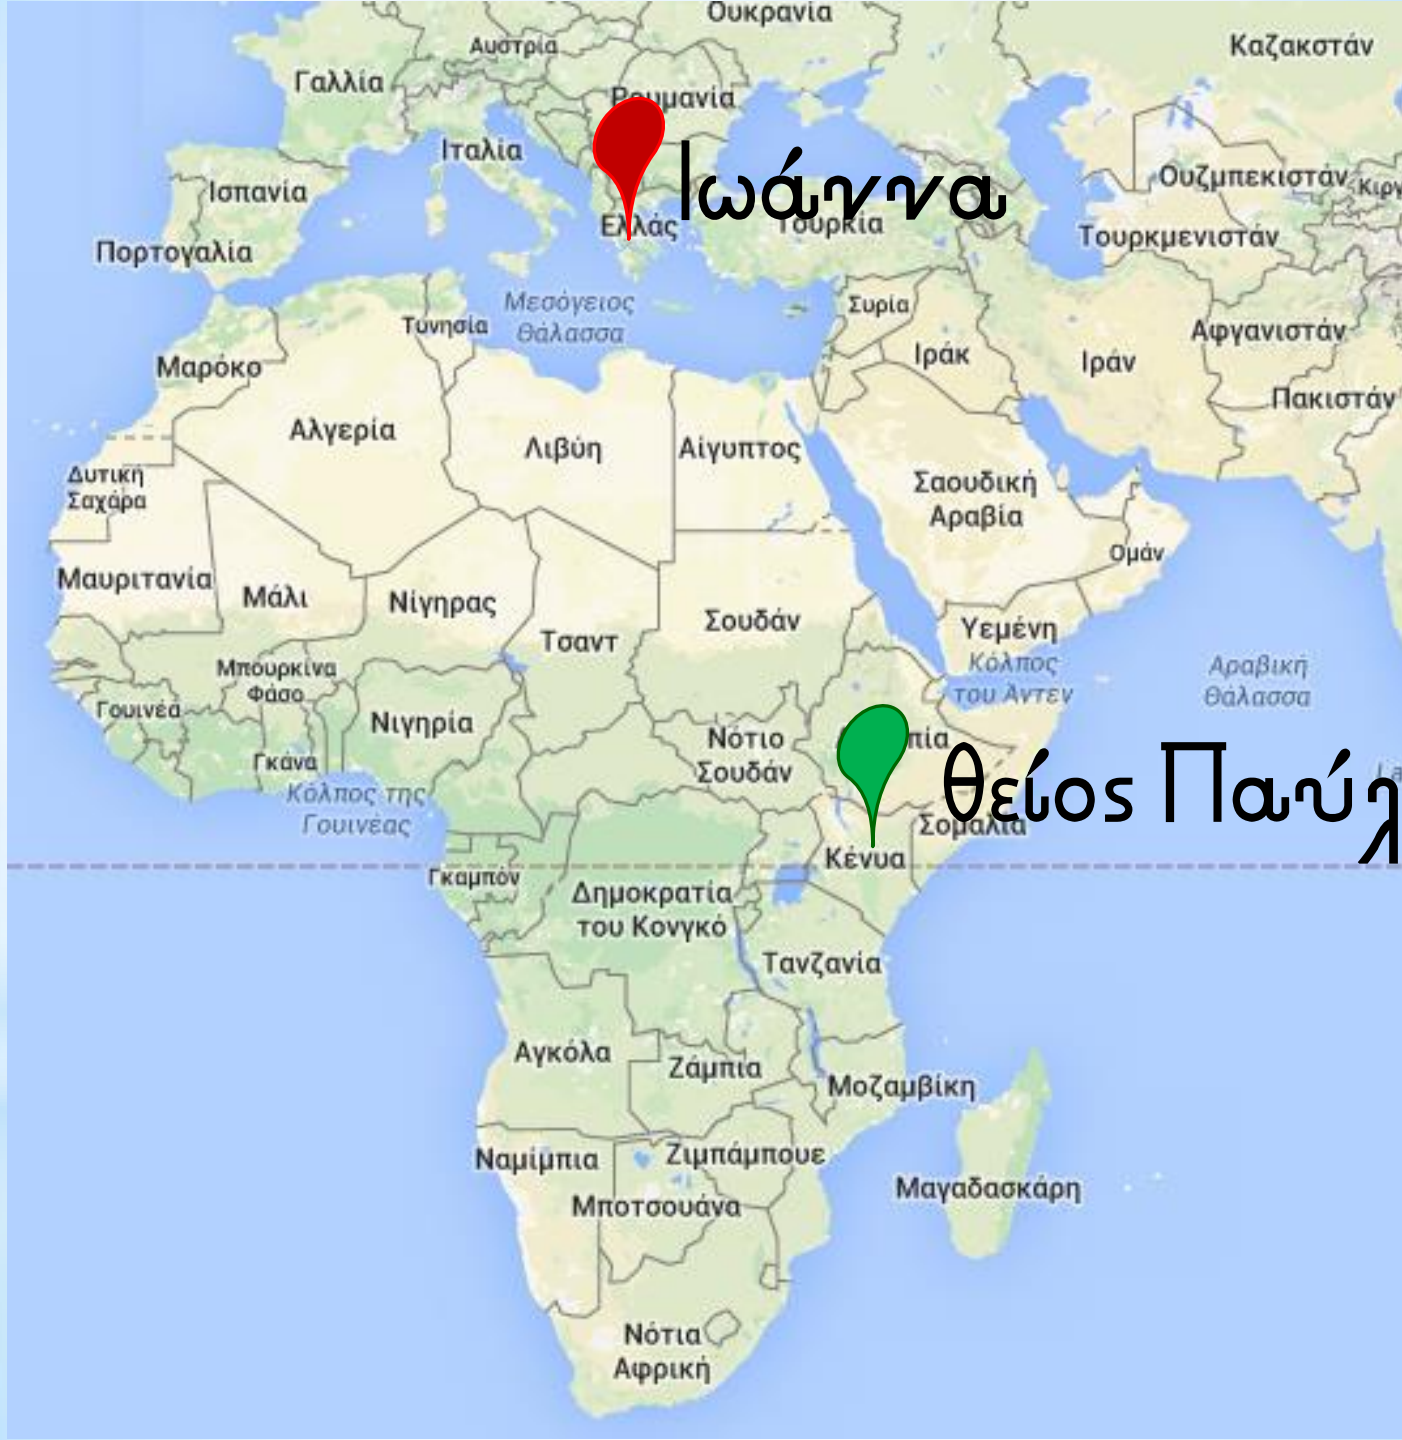 Ουκρανία
Αυστρία
Καζακστάν
Γαλλία
Ρουμανία
Ιταλία
Ιωάννα
Ισπανία
Ουζμπεκιστάν
Κιργ
Ελλάς
Τουρκία
Πορτογαλία
Τουρκμενιστάν
Μεσόγειος
Θάλασσα
Συρία
Τυνησία
Αφγανιστάν
Ιράκ
Ιράν
Μαρόκο
Πακιστάν
Αλγερία
Λιβύη
Αίγυπτος
Δυτική
Σαχάρα
Σαουδική
Αραβία
Ομάν
Μαυριτανία
Μάλι
Νίγηρας
Τσαντ
Σουδάν
Υεμένη
Κόλπος
του Άντεν
Αραβική
Θάλασσα
Μπουρκίνα
Φάσο
Γουινέα
Νιγηρία
Νότιο
Σουδάν
πία
Γκάνα
θείος Παύλ
Κόλπος της
Γουινέας
Σομαλία
Κένυα
Γκαμπόν
Δημοκρατία
του Κονγκό
Τανζανία
Αγκόλα
Ζάμπια
Μοζαμβίκη
Ναμίμπια
Ζιμπάμπουε
Μαγαδασκάρη
Μποτσουάνα
Νότια
Αφρική